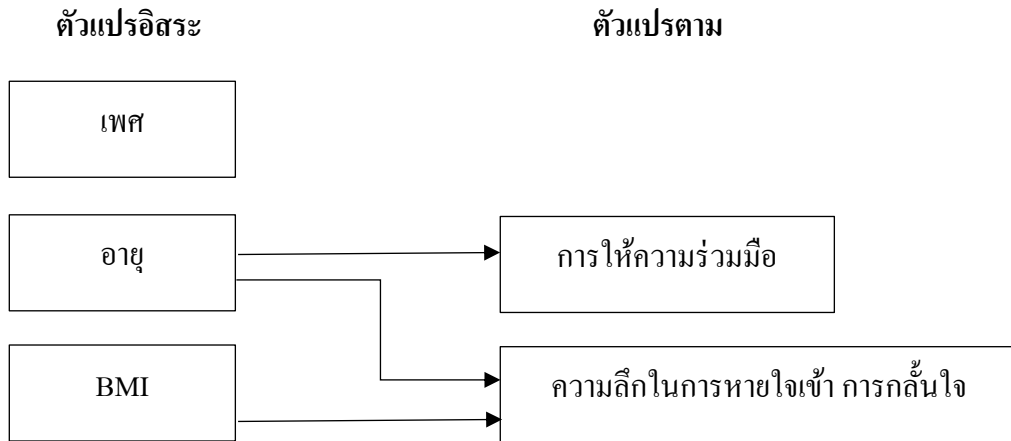 ตัวแปรอิสระ
ตัวแปรตาม
เพศ
อายุ
การให้ความร่วมมือ
BMI
ความลึกในการหายใจเข้า การกลั้นใจ